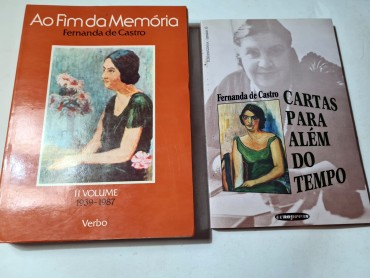 Ao Fim da Memória
Fernanda de Castro
II VOLUME
1939-1987
Verbo
Fernanda de Castro
CARTAS
PARA
ALÉM
DO
TEMPO